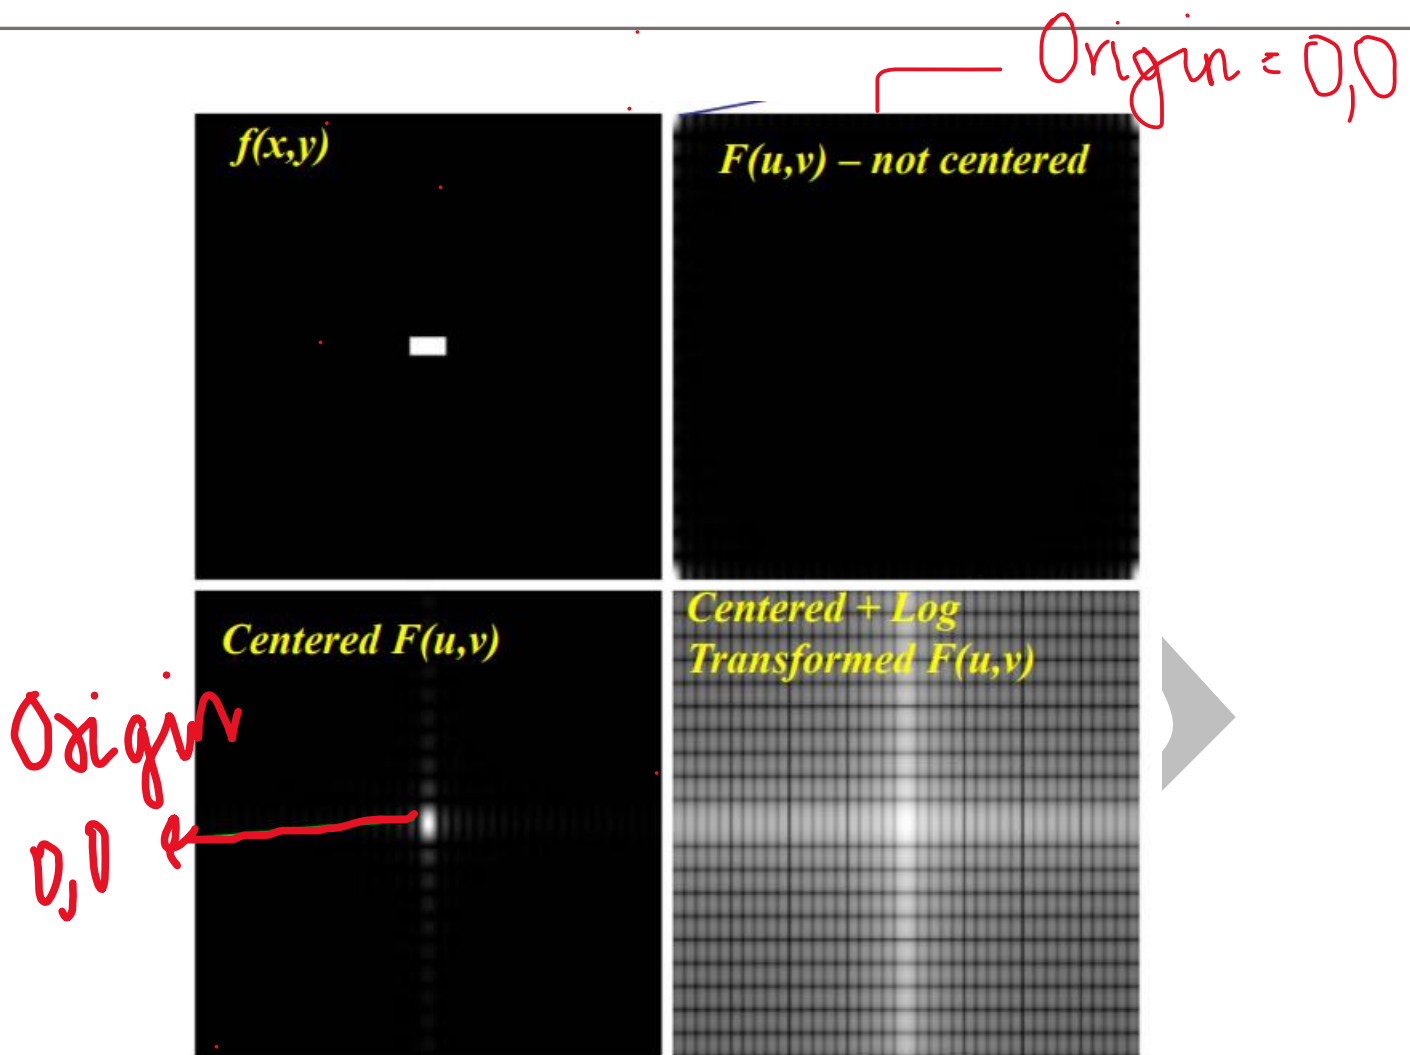 Origin = 0,0
f(x,y)
F(u,v) – not centered
Centered F(u,v)
Centered + Log
Transformed F(u,v)
Origin
0,0